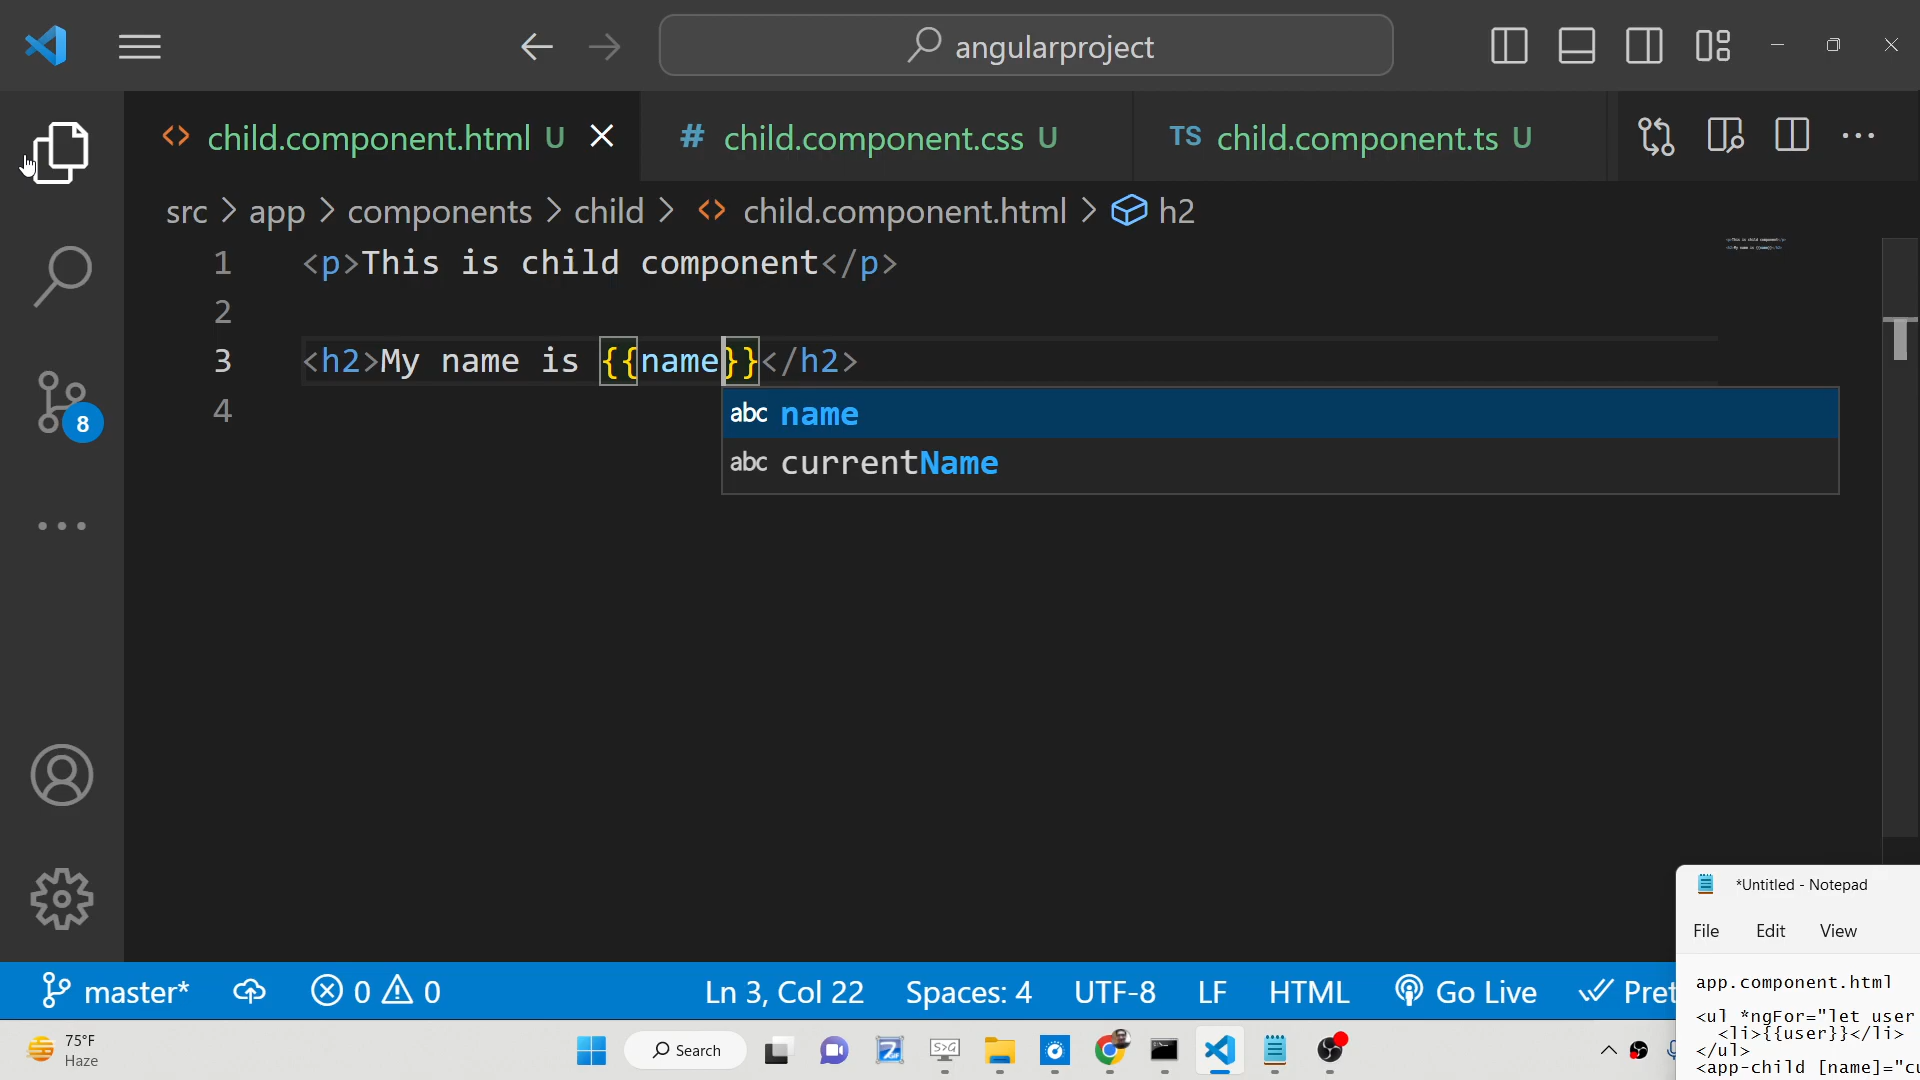 angularproject
child.component.html U
# child.component.css U
TS child.component.ts U
src > app > components > child > <> child.component.html > h2
1 <p>This is child component</p>
2
3 <h2>My name is {{name}}</h2>
4
abc name
abc currentName
8
*Untitled - Notepad
File Edit View
app.component.html
<ul *ngFor="let user
<li>{{user}}</li>
</ul>
<app-child [name]="cu
master* 0 0 Ln 3, Col 22 Spaces: 4 UTF-8 LF HTML Go Live Pret
75°F
Haze
Search